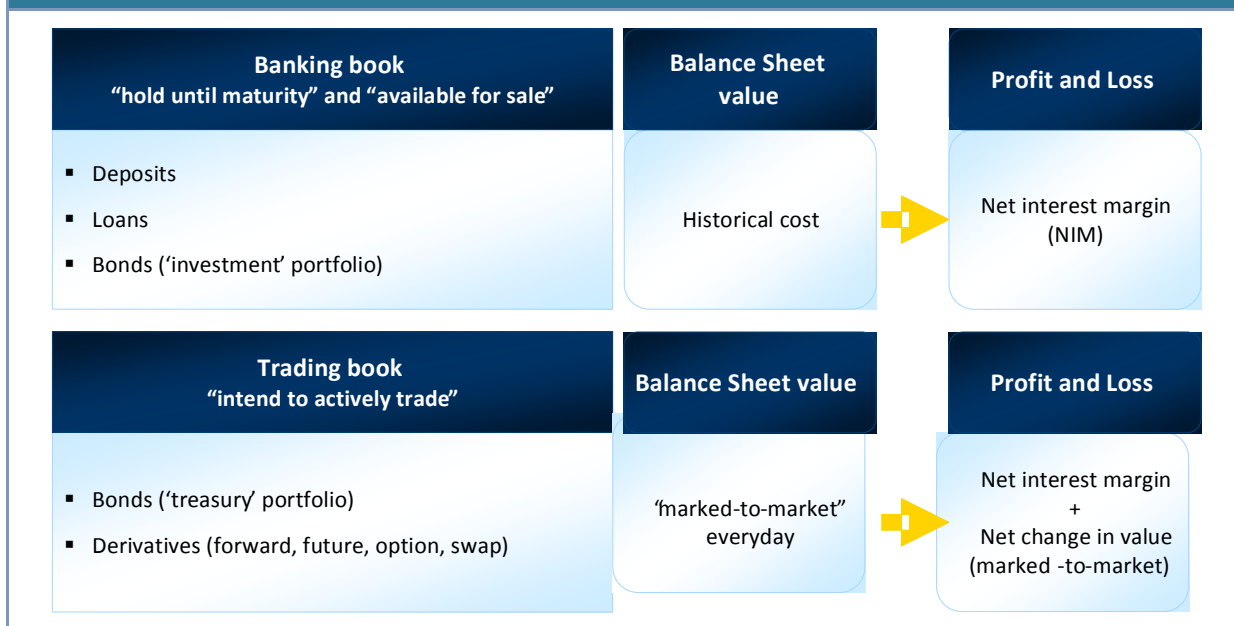 Banking book
“hold until maturity” and “available for sale”
Balance Sheet
value
Profit and Loss
▪ Deposits
▪ Loans
▪ Bonds (‘investment’ portfolio)
Historical cost
Net interest margin
(NIM)
Trading book
“intend to actively trade”
Balance Sheet value
Profit and Loss
▪ Bonds (‘treasury’ portfolio)
▪ Derivatives (forward, future, option, swap)
“marked-to-market”
everyday
Net interest margin
+
Net change in value
(marked -to-market)